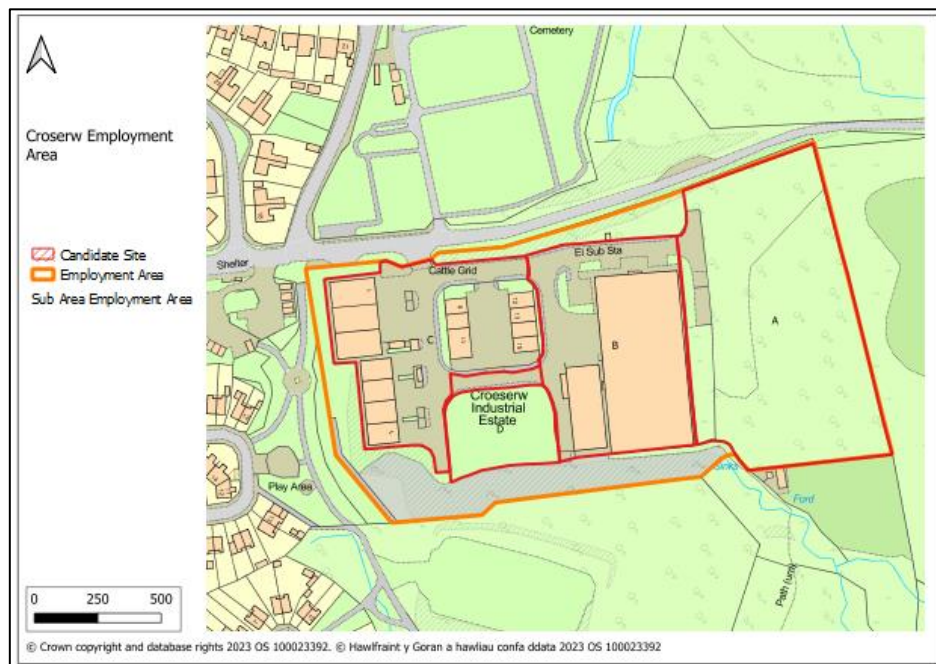 Croserw Employment
Area
Candidate Site
Employment Area
Sub Area Employment Area
Cemetery
Shelter
Cattle Grid
El Sub Sta
A
B
C
Croeserw
Industrial
Estate
D
Play Area
Sinks
Ford
Path (um)
0 250 500
© Crown copyright and database rights 2023 OS 100023392. © Hawlfraint y Goran a hawliau confa ddata 2023 OS 100023392